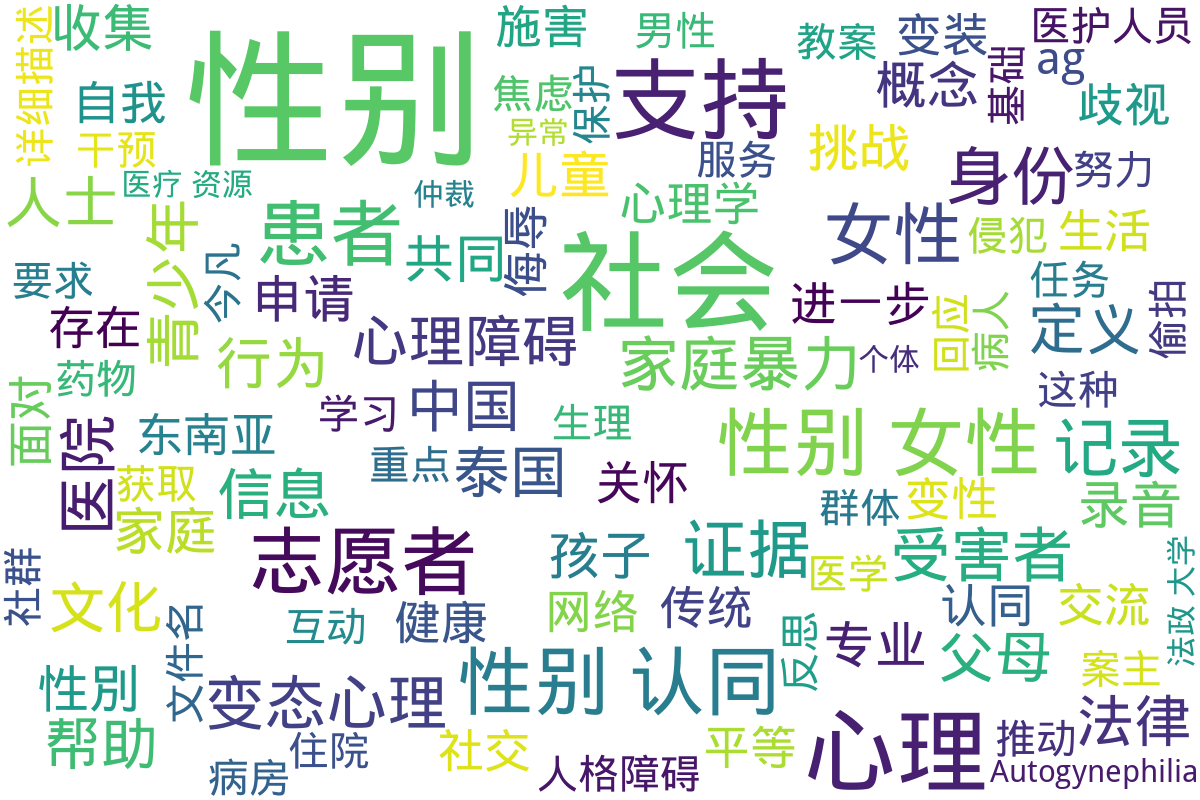 详细描述
收集
性别
施害
男性
教案
变装
医护人员
ag
自我
焦虑
保护
支持
概念
基础
歧视
干预
异常
服务
挑战
身份
努力
人士
医疗 资源
仲裁
儿童
心理学
女性
侵犯
生活
青少年
患者
共同
侮辱
社会
要求
今凡
申请
进一步
回应
病人
任务
偷拍
存在
心理障碍
定义
行为
家庭暴力
个体
药物
面对
学习
中国
生理
这种
医院
东南亚
重点
泰国
关怀
性别 女性
记录
获取
信息
群体
变性
录音
家庭
志愿者
孩子
证据
医学
受害者
法政 大学
社群
文化
文件名
互动
健康
网络
传统
反思
认同
交流
专业
父母
案主
性別
变态心理
性别 认同
帮助
住院
社交
平等
心理
推动
法律
病房
人格障碍
Autogynephilia